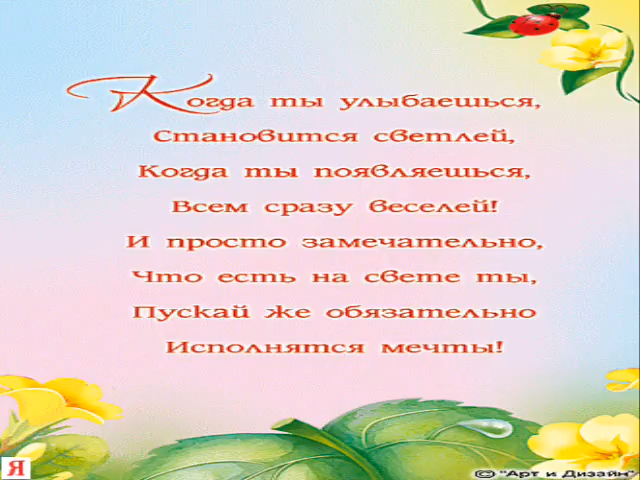 Когда ты улыбаешься,
Становится светлей,
Когда ты появляешься,
Всем сразу веселей!
И просто замечательно,
Что есть на свете ты,
Пускай же обязательно
Исполнятся мечты!
Я
© "Арт и Дизайн"